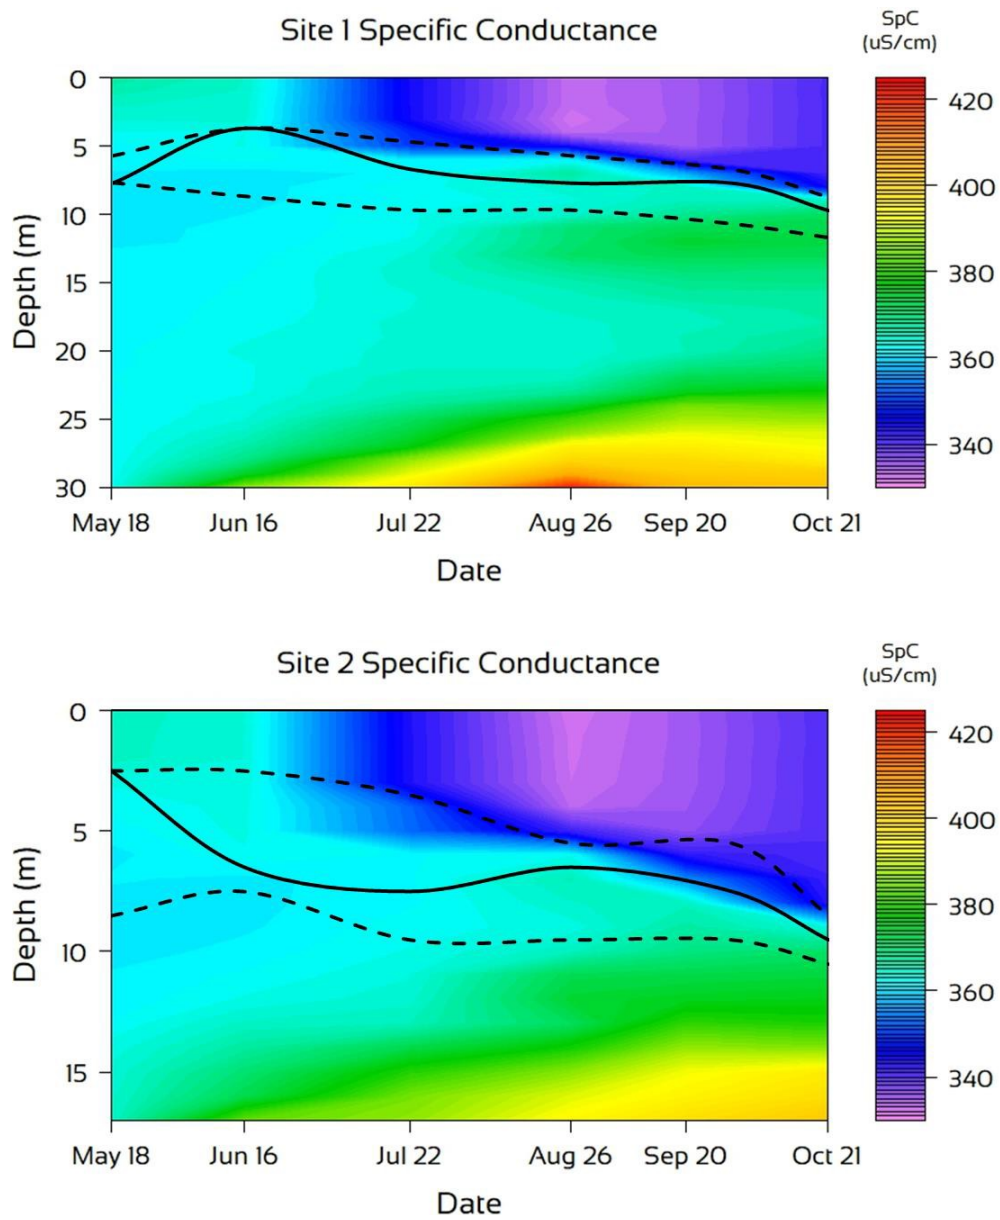 Site 1 Specific Conductance
SpC
(uS/cm)
0
5
10
15
20
25
30
Depth (m)
420
400
380
360
340
May 18 Jun 16 Jul 22 Aug 26 Sep 20 Oct 21
Date
Site 2 Specific Conductance
SpC
(uS/cm)
0
5
10
15
Depth (m)
420
400
380
360
340
May 18 Jun 16 Jul 22 Aug 26 Sep 20 Oct 21
Date